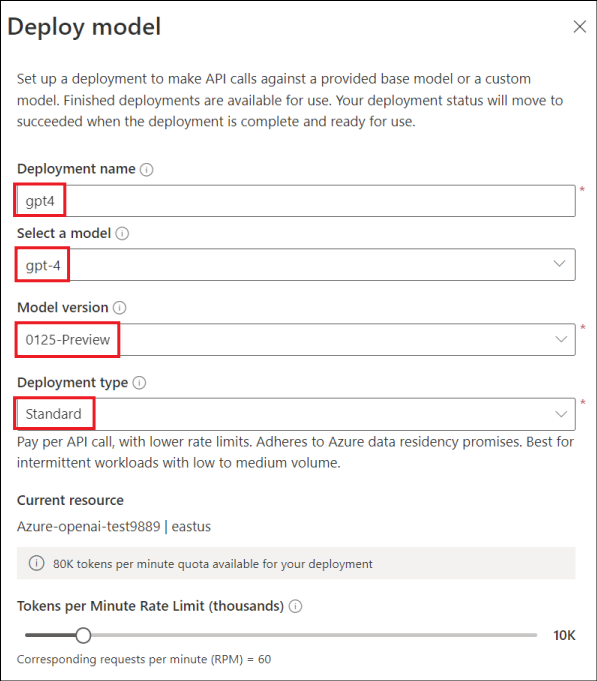 Deploy model
Set up a deployment to make API calls against a provided base model or a custom
model. Finished deployments are available for use. Your deployment status will move to
succeeded when the deployment is complete and ready for use.
Deployment name
gpt4
*
Select a model
gpt-4
Model version
0125-Preview
*
Deployment type
Standard
*
Pay per API call, with lower rate limits. Adheres to Azure data residency promises. Best for
intermittent workloads with low to medium volume.
Current resource
Azure-openai-test9889 | eastus
80K tokens per minute quota available for your deployment
Tokens per Minute Rate Limit (thousands)
10K
Corresponding requests per minute (RPM) = 60